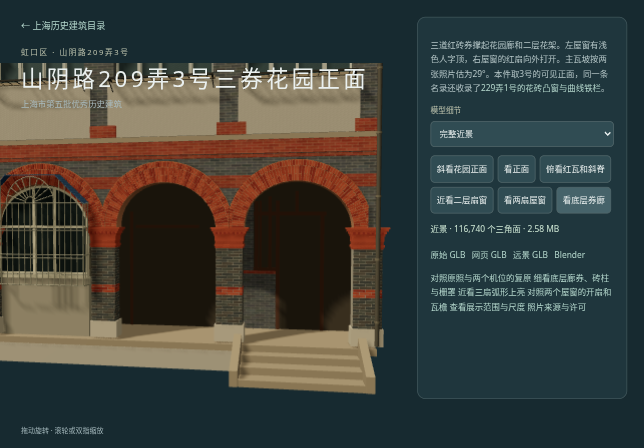 ← 上海历史建筑目录
虹口区 · 山阴路209弄3号
山阴路209弄3号三券花园正面
上海市第五批优秀历史建筑
拖动旋转 · 滚轮或双指缩放
三道红砖券撑起花园廊和二层花架。左屋窗有浅
色人字顶，右屋窗的红扇向外打开。主瓦坡按两
张照片估为29°。本件取3号的可见正面，同一条
名录还收录了229弄1号的花砖凸窗与曲线铁栏。
模型细节
完整近景
斜看花园正面 看正面 俯看红瓦和斜脊
近看二层扇窗 看两扇屋窗 看底层券廊
近景 · 116,740 个三角面 · 2.58 MB
原始 GLB 网页 GLB 远景 GLB Blender
对照原照与两个机位的复原 细看底层廊券、砖柱
与栅罩 近看三扇弧形上亮 对照两个屋窗的开扇和
瓦檐 查看展示范围与尺度 照片来源与许可